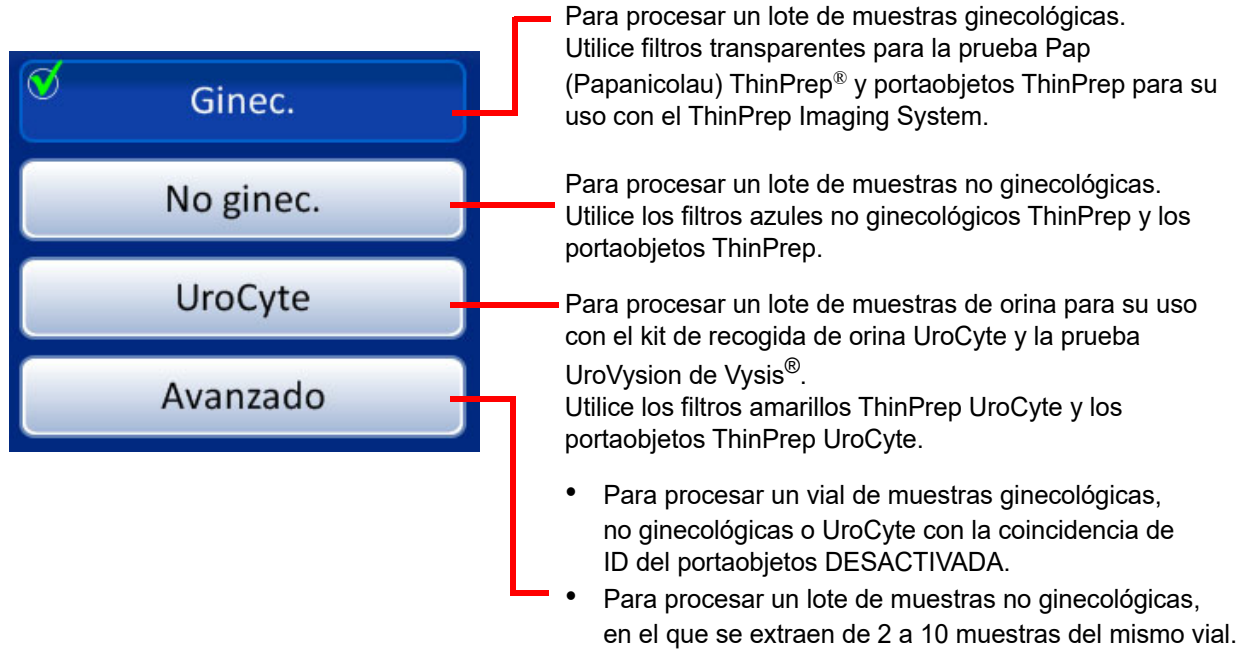 Ginec.
Para procesar un lote de muestras ginecológicas.
Utilice filtros transparentes para la prueba Pap
(Papanicolau) ThinPrep® y portaobjetos ThinPrep para su
uso con el ThinPrep Imaging System.
No ginec.
Para procesar un lote de muestras no ginecológicas.
Utilice los filtros azules no ginecológicos ThinPrep y los
portaobjetos ThinPrep.
UroCyte
Para procesar un lote de muestras de orina para su uso
con el kit de recogida de orina UroCyte y la prueba
UroVysion de Vysis®.
Utilice los filtros amarillos ThinPrep UroCyte y los
portaobjetos ThinPrep UroCyte.
Avanzado
• Para procesar un vial de muestras ginecológicas,
no ginecológicas o UroCyte con la coincidencia de
ID del portaobjetos DESACTIVADA.
• Para procesar un lote de muestras no ginecológicas,
en el que se extraen de 2 a 10 muestras del mismo vial.